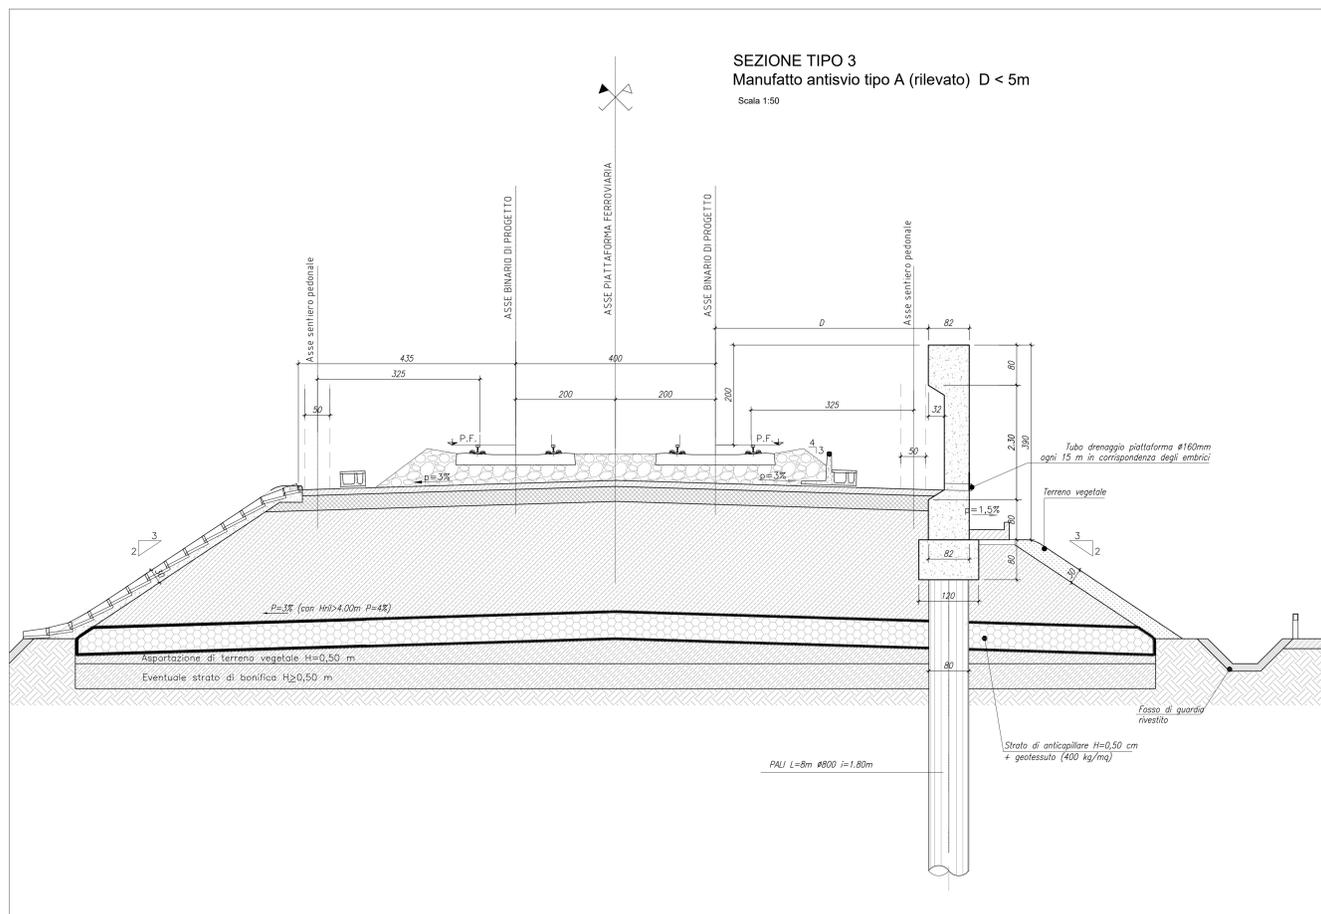 SEZIONE TIPO 3
Manufatto antisvio tipo A (rilevato) D < 5m
Scala 1:50
Asse sentiero pedonale
ASSE BINARIO DI PROGETTO
ASSE PIATTAFORMA FERROVIARIA
ASSE BINARIO DI PROGETTO
Asse sentiero pedonale
D
82
435
400
325
200
200
200
325
50
50
80
32
2.30
390
P.F.
P.F.
4
3
p=3%
p=3%
Tubo drenaggio piattaforma ø160mm
ogni 15 m in corrispondenza degli embrici
Terreno vegetale
p=1,5%
80
3
2
3
2
82
80
30
120
P=3% (con Hril>4.00m P=4%)
Asportazione di terreno vegetale H=0,50 m
Eventuale strato di bonifica H≥0,50 m
80
Fosso di guardia
rivestito
Strato di anticapillare H=0,50 cm
+ geotessuto (400 kg/mq)
PALI L=8m ø800 i=1.80m